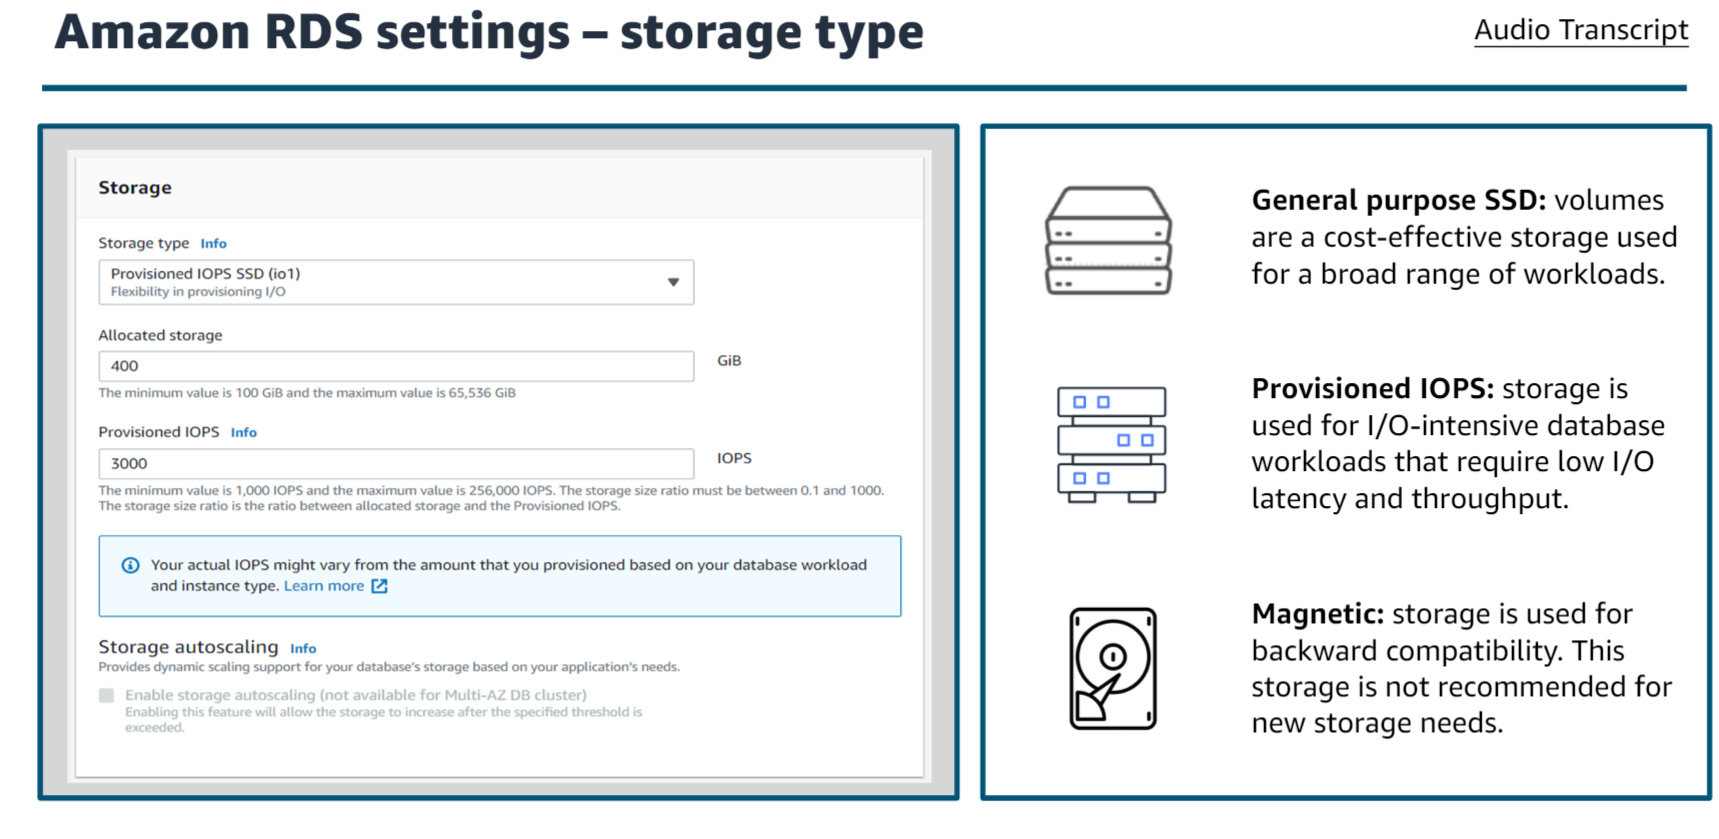 Amazon RDS settings – storage type
Audio Transcript
Storage
Storage type Info
Provisioned IOPS SSD (io1)
Flexibility in provisioning I/O
Allocated storage
400
GiB
The minimum value is 100 GiB and the maximum value is 65,536 GiB
Provisioned IOPS Info
3000
IOPS
The minimum value is 1,000 IOPS and the maximum value is 256,000 IOPS. The storage size ratio must be between 0.1 and 1000.
The storage size ratio is the ratio between allocated storage and the Provisioned IOPS.
Your actual IOPS might vary from the amount that you provisioned based on your database workload
and instance type. Learn more
Storage autoscaling Info
Provides dynamic scaling support for your database's storage based on your application's needs.
Enable storage autoscaling (not available for Multi-AZ DB cluster)
Enabling this feature will allow the storage to increase after the specified threshold is
exceeded.
General purpose SSD: volumes
are a cost-effective storage used
for a broad range of workloads.
Provisioned IOPS: storage is
used for I/O-intensive database
workloads that require low I/O
latency and throughput.
Magnetic: storage is used for
backward compatibility. This
storage is not recommended for
new storage needs.